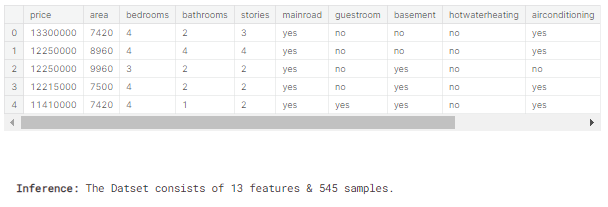 price area bedrooms bathrooms stories mainroad guestroom basement hotwaterheating airconditioning
0 13300000 7420 4 2 3 yes no no no yes
1 12250000 8960 4 4 4 yes no no no yes
2 12250000 9960 3 2 2 yes no yes no no
3 12215000 7500 4 2 2 yes no yes no yes
4 11410000 7420 4 1 2 yes yes yes no yes
Inference: The Datset consists of 13 features & 545 samples.